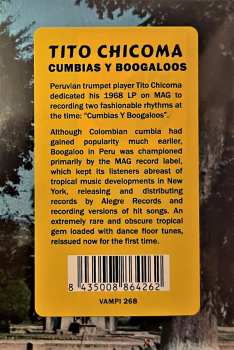 TITO CHICOMA
CUMBIAS Y BOOGALOOS
Peruvian trumpet player Tito Chicoma
dedicated his 1968 LP on MAG to
recording two fashionable rhythms at
the time: "Cumbias Y Boogaloos".
Although Colombian cumbia had
gained popularity much earlier,
Boogaloo in Peru was championed
primarily by the MAG record label,
which kept its listeners abreast of
tropical music developments in New
York, releasing and distributing
records by Alegre Records and
recording versions of hit songs. An
extremely rare and obscure tropical
gem loaded with dance floor tunes,
reissued now for the first time.
8 435008 864262
VAMPI 268